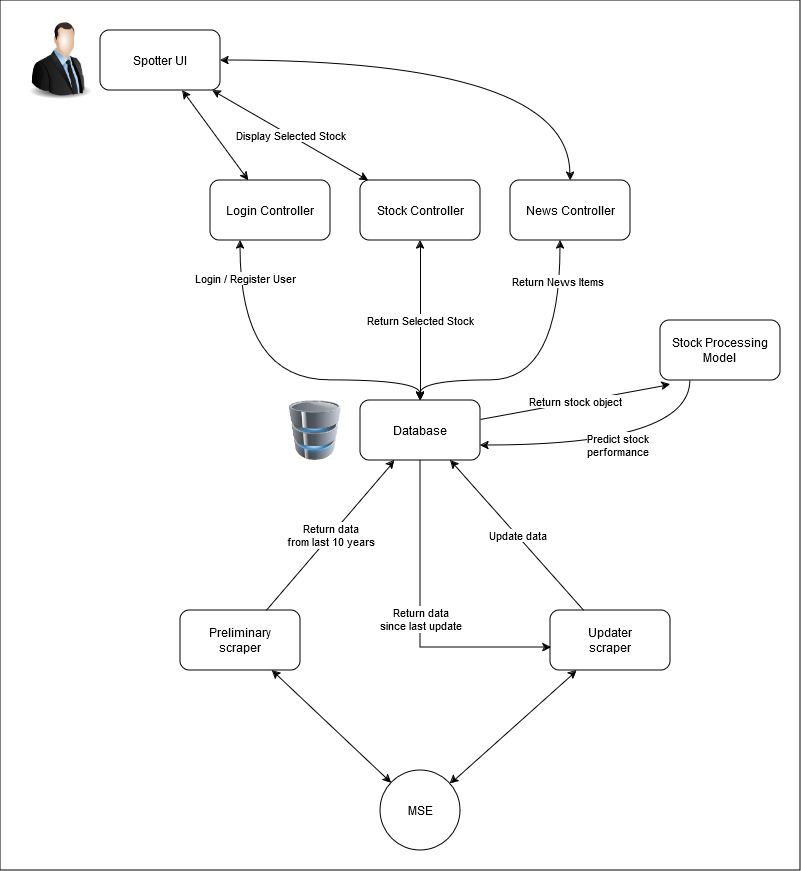 Spotter UI
Display Selected Stock
Login Controller
Stock Controller
News Controller
Login / Register User
Return News Items
Return Selected Stock
Stock Processing
Model
Return stock object
Database
Predict stock
performance
Return data
from last 10 years
Update data
Return data
since last update
Preliminary
scraper
Updater
scraper
MSE